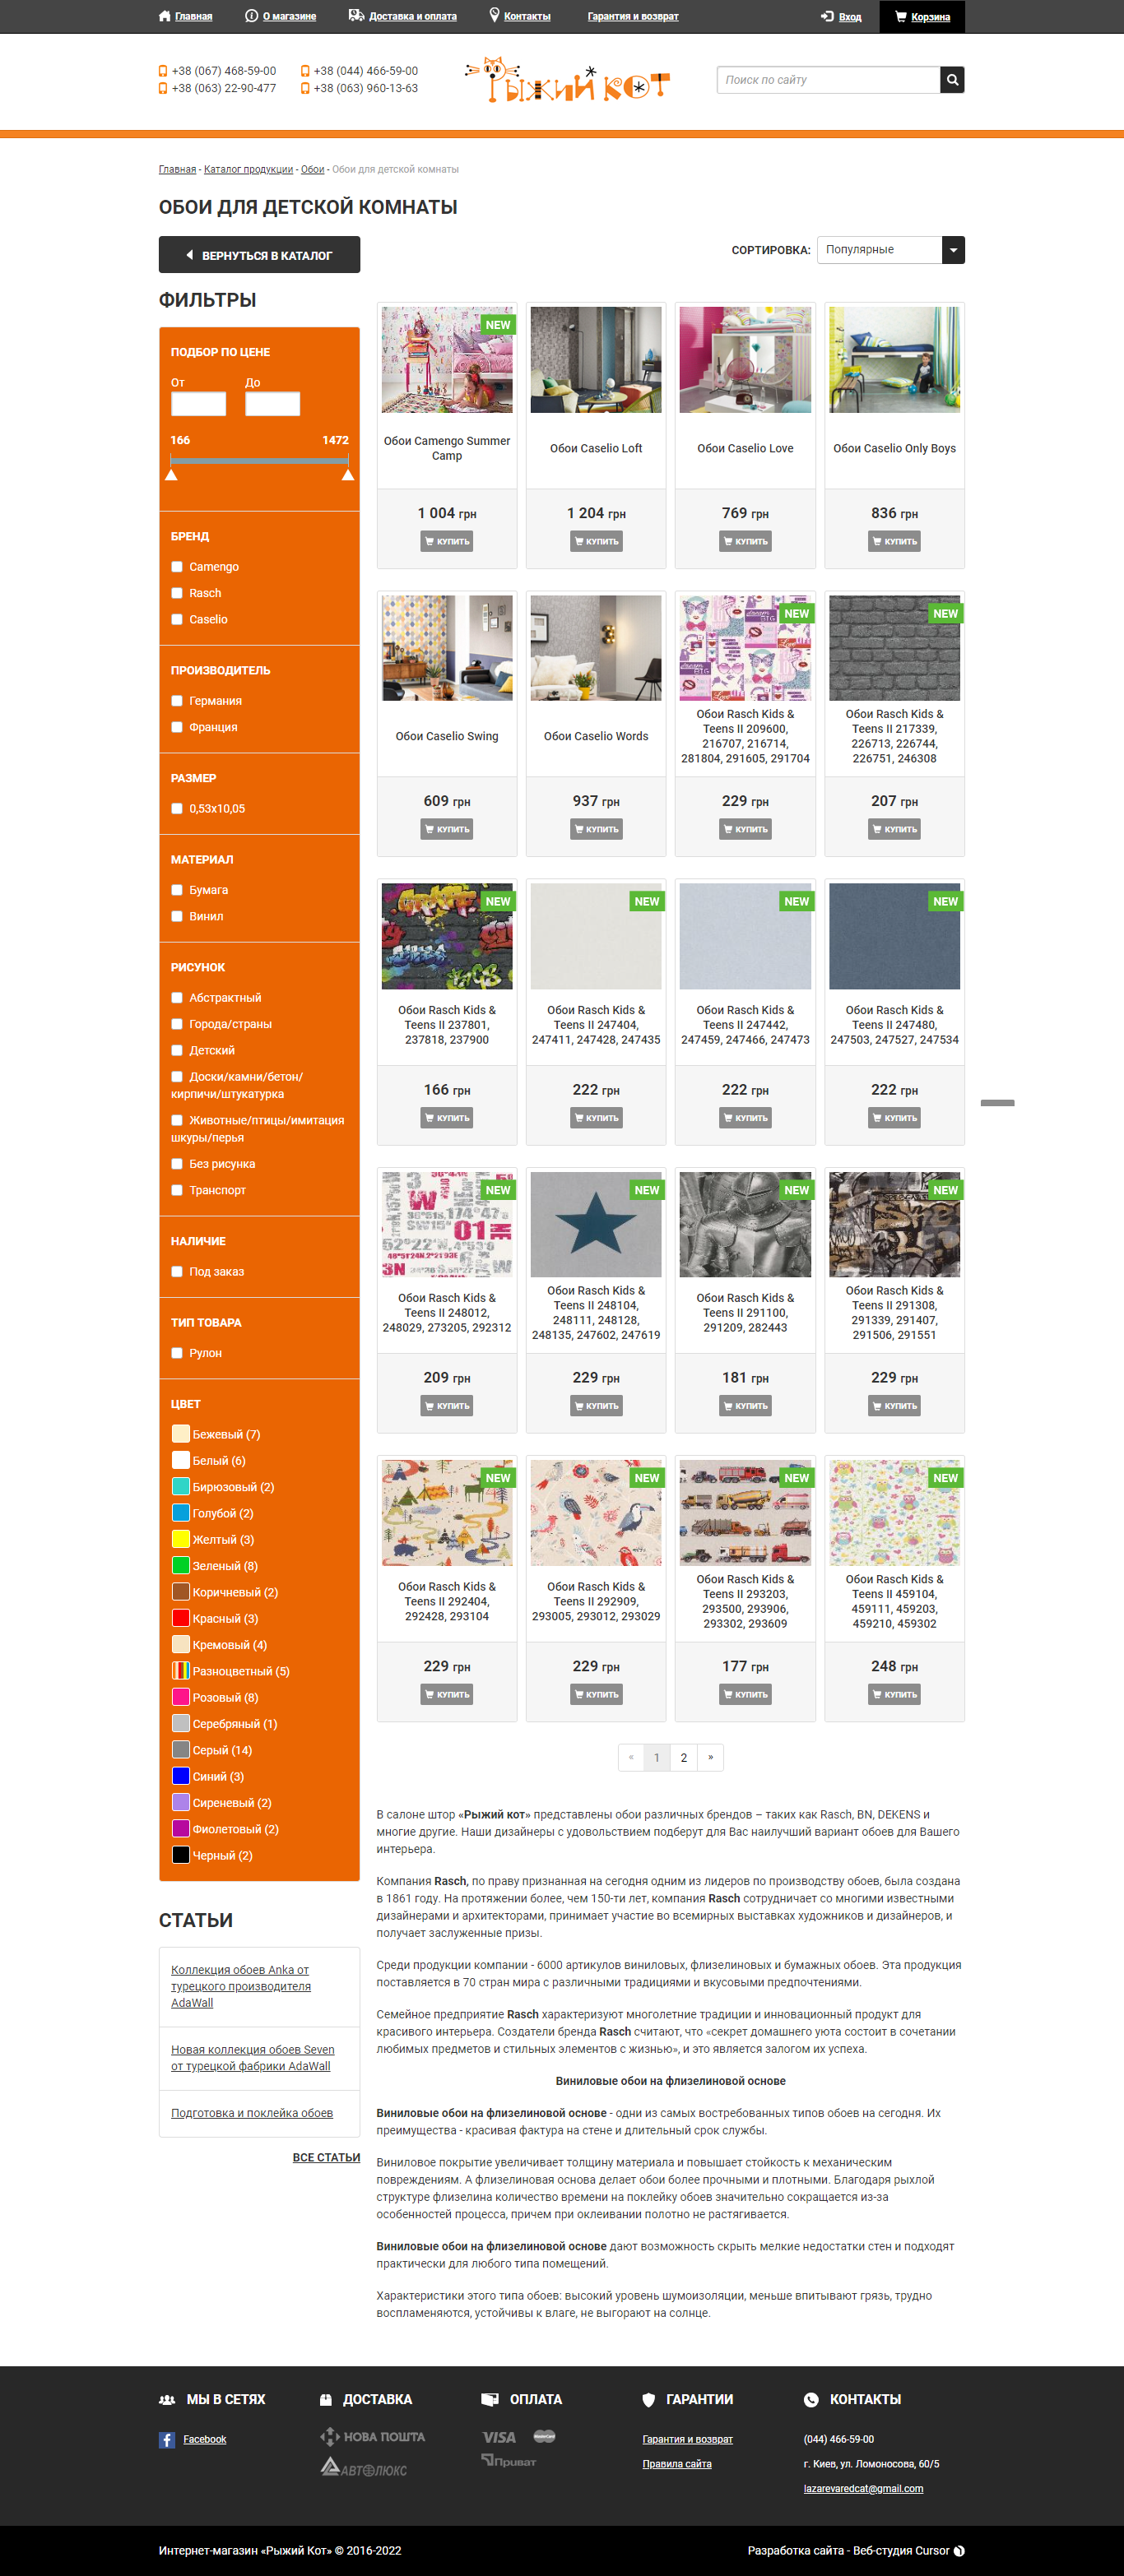 Главная О магазине Доставка и оплата Контакты Гарантия и возврат Вход Корзина
+38 (067) 468-59-00 +38 (044) 466-59-00
+38 (063) 22-90-477 +38 (063) 960-13-63
Рыжий кот
Поиск по сайту
Главная - Каталог продукции - Обои - Обои для детской комнаты
ОБОИ ДЛЯ ДЕТСКОЙ КОМНАТЫ
ВЕРНУТЬСЯ В КАТАЛОГ
СОРТИРОВКА: Популярные
ФИЛЬТРЫ
ПОДБОР ПО ЦЕНЕ
От До
166 1472
БРЕНД
Camengo
Rasch
Caselio
ПРОИЗВОДИТЕЛЬ
Германия
Франция
РАЗМЕР
0,53x10,05
МАТЕРИАЛ
Бумага
Винил
РИСУНОК
Абстрактный
Города/страны
Детский
Доски/камни/бетон/
кирпичи/штукатурка
Животные/птицы/имитация
шкуры/перья
Без рисунка
Транспорт
НАЛИЧИЕ
Под заказ
ТИП ТОВАРА
Рулон
ЦВЕТ
Бежевый (7)
Белый (6)
Бирюзовый (2)
Голубой (2)
Желтый (3)
Зеленый (8)
Коричневый (2)
Красный (3)
Кремовый (4)
Разноцветный (5)
Розовый (8)
Серебряный (1)
Серый (14)
Синий (3)
Сиреневый (2)
Фиолетовый (2)
Черный (2)
СТАТЬИ
Коллекция обоев Anka от
турецкого производителя
AdaWall
Новая коллекция обоев Seven
от турецкой фабрики AdaWall
Подготовка и поклейка обоев
ВСЕ СТАТЬИ
NEW
Обои Camengo Summer
Camp
1 004 грн
КУПИТЬ
Обои Caselio Loft
1 204 грн
КУПИТЬ
Обои Caselio Love
769 грн
КУПИТЬ
Обои Caselio Only Boys
836 грн
КУПИТЬ
Обои Caselio Swing
609 грн
КУПИТЬ
Обои Caselio Words
937 грн
КУПИТЬ
NEW
Обои Rasch Kids &
Teens II 209600,
216707, 216714,
281804, 291605, 291704
229 грн
КУПИТЬ
NEW
Обои Rasch Kids &
Teens II 217339,
226713, 226744,
226751, 246308
207 грн
КУПИТЬ
NEW
Обои Rasch Kids &
Teens II 237801,
237818, 237900
166 грн
КУПИТЬ
NEW
Обои Rasch Kids &
Teens II 247404,
247411, 247428, 247435
222 грн
КУПИТЬ
NEW
Обои Rasch Kids &
Teens II 247442,
247459, 247466, 247473
222 грн
КУПИТЬ
NEW
Обои Rasch Kids &
Teens II 247480,
247503, 247527, 247534
222 грн
КУПИТЬ
NEW
Обои Rasch Kids &
Teens II 248012,
248029, 273205, 292312
209 грн
КУПИТЬ
NEW
Обои Rasch Kids &
Teens II 248104,
248111, 248128,
248135, 247602, 247619
229 грн
КУПИТЬ
NEW
Обои Rasch Kids &
Teens II 291100,
291209, 282443
181 грн
КУПИТЬ
NEW
Обои Rasch Kids &
Teens II 291308,
291339, 291407,
291506, 291551
229 грн
КУПИТЬ
NEW
Обои Rasch Kids &
Teens II 292404,
292428, 293104
229 грн
КУПИТЬ
NEW
Обои Rasch Kids &
Teens II 292909,
293005, 293012, 293029
229 грн
КУПИТЬ
NEW
Обои Rasch Kids &
Teens II 293203,
293500, 293906,
293302, 293609
177 грн
КУПИТЬ
NEW
Обои Rasch Kids &
Teens II 459104,
459111, 459203,
459210, 459302
248 грн
КУПИТЬ
« 1 2 »
В салоне штор «Рыжий кот» представлены обои различных брендов – таких как Rasch, BN, DEKENS и
многие другие. Наши дизайнеры с удовольствием подберут для Вас наилучший вариант обоев для Вашего
интерьера.
Компания Rasch, по праву признанная на сегодня одним из лидеров по производству обоев, была создана
в 1861 году. На протяжении более, чем 150-ти лет, компания Rasch сотрудничает со многими известными
дизайнерами и архитекторами, принимает участие во всемирных выставках художников и дизайнеров, и
получает заслуженные призы.
Среди продукции компании - 6000 артикулов виниловых, флизелиновых и бумажных обоев. Эта продукция
поставляется в 70 стран мира с различными традициями и вкусовыми предпочтениями.
Семейное предприятие Rasch характеризуют многолетние традиции и инновационный продукт для
красивого интерьера. Создатели бренда Rasch считают, что «секрет домашнего уюта состоит в сочетании
любимых предметов и стильных элементов с жизнью», и это является залогом их успеха.
Виниловые обои на флизелиновой основе
Виниловые обои на флизелиновой основе - одни из самых востребованных типов обоев на сегодня. Их
преимущества - красивая фактура на стене и длительный срок службы.
Виниловое покрытие увеличивает толщину материала и повышает стойкость к механическим
повреждениям. А флизелиновая основа делает обои более прочными и плотными. Благодаря рыхлой
структуре флизелина количество времени на поклейку обоев значительно сокращается из-за
особенностей процесса, причем при оклеивании полотно не растягивается.
Виниловые обои на флизелиновой основе дают возможность скрыть мелкие недостатки стен и подходят
практически для любого типа помещений.
Характеристики этого типа обоев: высокий уровень шумоизоляции, меньше впитывают грязь, трудно
воспламеняются, устойчивы к влаге, не выгорают на солнце.
МЫ В СЕТЯХ ДОСТАВКА ОПЛАТА ГАРАНТИИ КОНТАКТЫ
Facebook
НОВА ПОШТА
АВТОЛЮКС
VISA
Приват
Гарантия и возврат
Правила сайта
(044) 466-59-00
г. Киев, ул. Ломоносова, 60/5
lazarevaredcat@gmail.com
Интернет-магазин «Рыжий Кот» © 2016-2022 Разработка сайта - Веб-студия Cursor